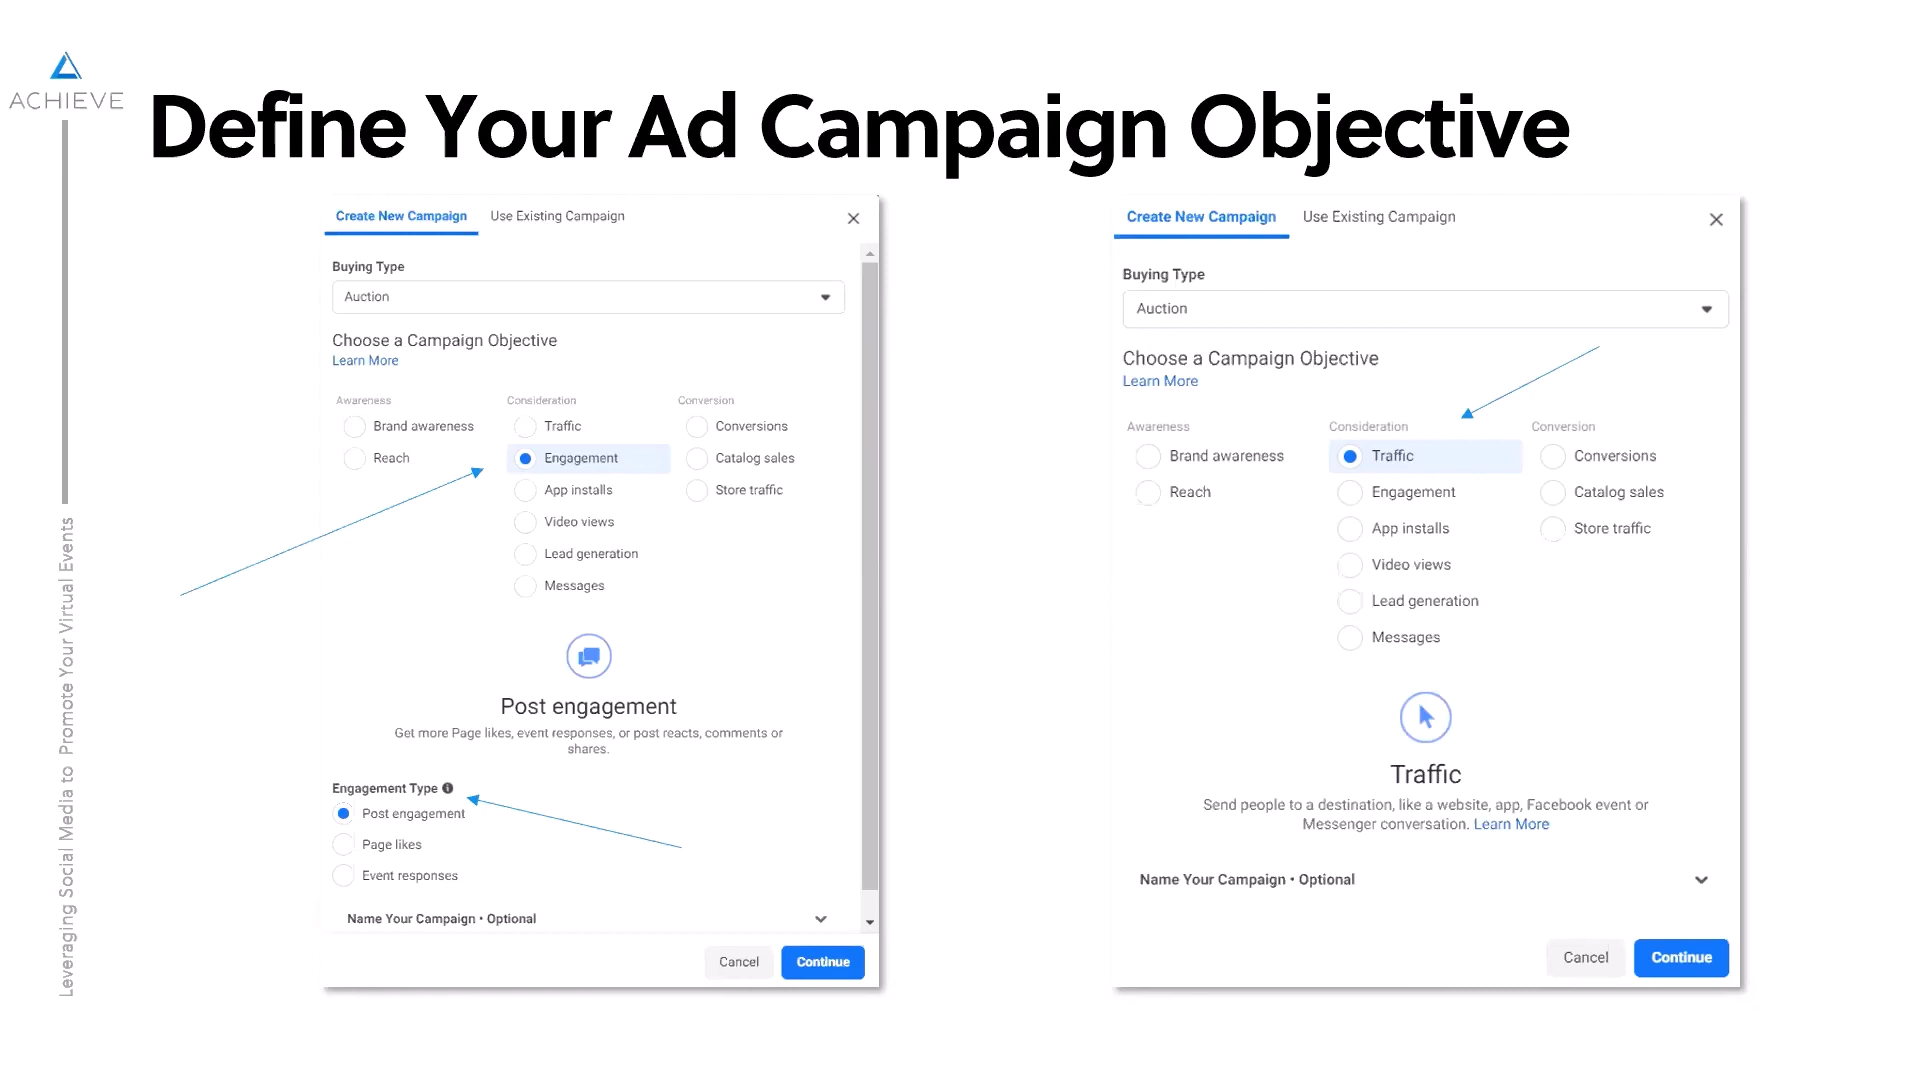 ACHIEVE
Define Your Ad Campaign Objective
Leveraging Social Media to Promote Your Virtual Events
Create New Campaign Use Existing Campaign
Buying Type
Auction
Choose a Campaign Objective
Learn More
Awareness Consideration Conversion
Brand awareness Traffic Conversions
Reach Engagement Catalog sales
App installs Store traffic
Video views
Lead generation
Messages
Post engagement
Get more Page likes, event responses, or post reacts, comments or
shares.
Engagement Type
Post engagement
Page likes
Event responses
Name Your Campaign • Optional
Cancel Continue
Create New Campaign Use Existing Campaign
Buying Type
Auction
Choose a Campaign Objective
Learn More
Awareness Consideration Conversion
Brand awareness Traffic Conversions
Reach Engagement Catalog sales
App installs Store traffic
Video views
Lead generation
Messages
Traffic
Send people to a destination, like a website, app, Facebook event or
Messenger conversation. Learn More
Name Your Campaign • Optional
Cancel Continue